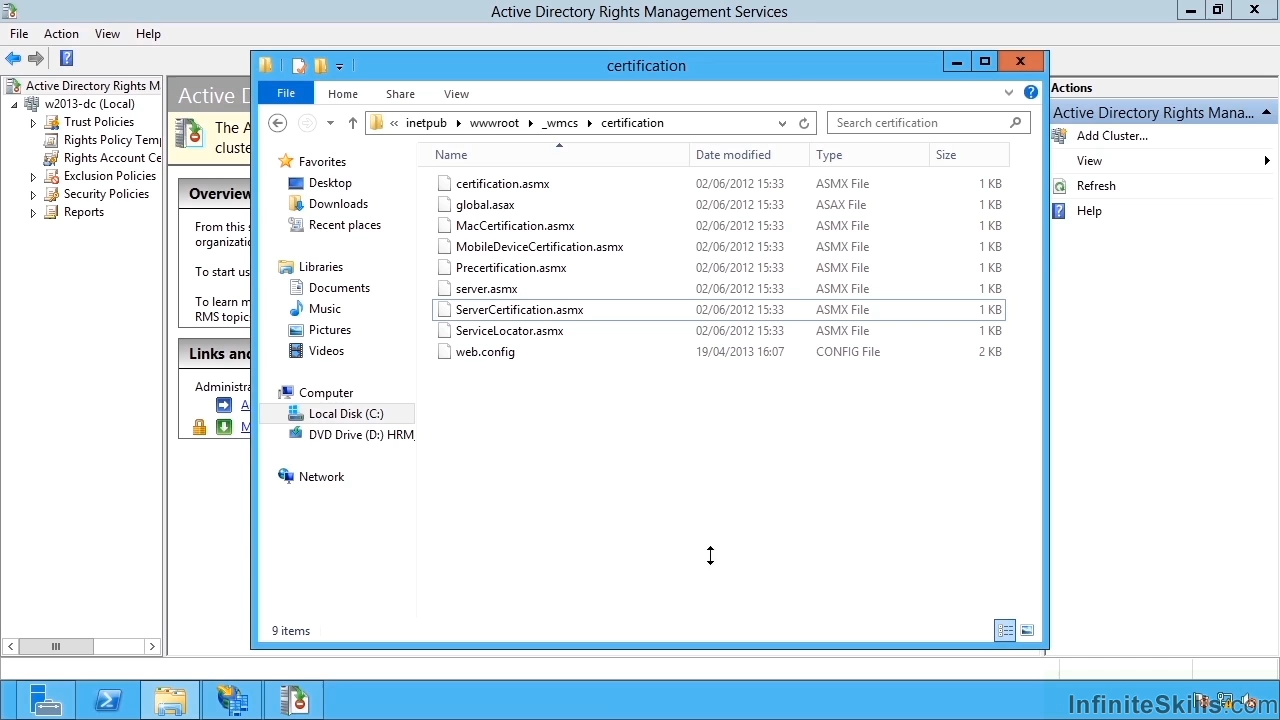 Active Directory Rights Management Services
File Action View Help
Active Directory Rights M
w2013-dc (Local)
Trust Policies
Rights Policy Temp
Rights Account Ce
Exclusion Policies
Security Policies
Reports
Active D
The A
cluste
Overview
From this s
organizatio
To start us
To learn m
RMS topic
Links and
Administra
A
M
certification
File Home Share View
« inetpub wwwroot _wmcs certification
Search certification
Favorites
Desktop
Downloads
Recent places
Libraries
Documents
Music
Pictures
Videos
Computer
Local Disk (C:)
DVD Drive (D:) HRM_
Network
Name Date modified Type Size
certification.asmx 02/06/2012 15:33 ASMX File 1 KB
global.asax 02/06/2012 15:33 ASAX File 1 KB
MacCertification.asmx 02/06/2012 15:33 ASMX File 1 KB
MobileDeviceCertification.asmx 02/06/2012 15:33 ASMX File 1 KB
Precertification.asmx 02/06/2012 15:33 ASMX File 1 KB
server.asmx 02/06/2012 15:33 ASMX File 1 KB
ServerCertification.asmx 02/06/2012 15:33 ASMX File 1 KB
ServiceLocator.asmx 02/06/2012 15:33 ASMX File 1 KB
web.config 19/04/2013 16:07 CONFIG File 2 KB
9 items
Actions
Active Directory Rights Mana...
Add Cluster...
View
Refresh
Help
InfiniteSkills.com